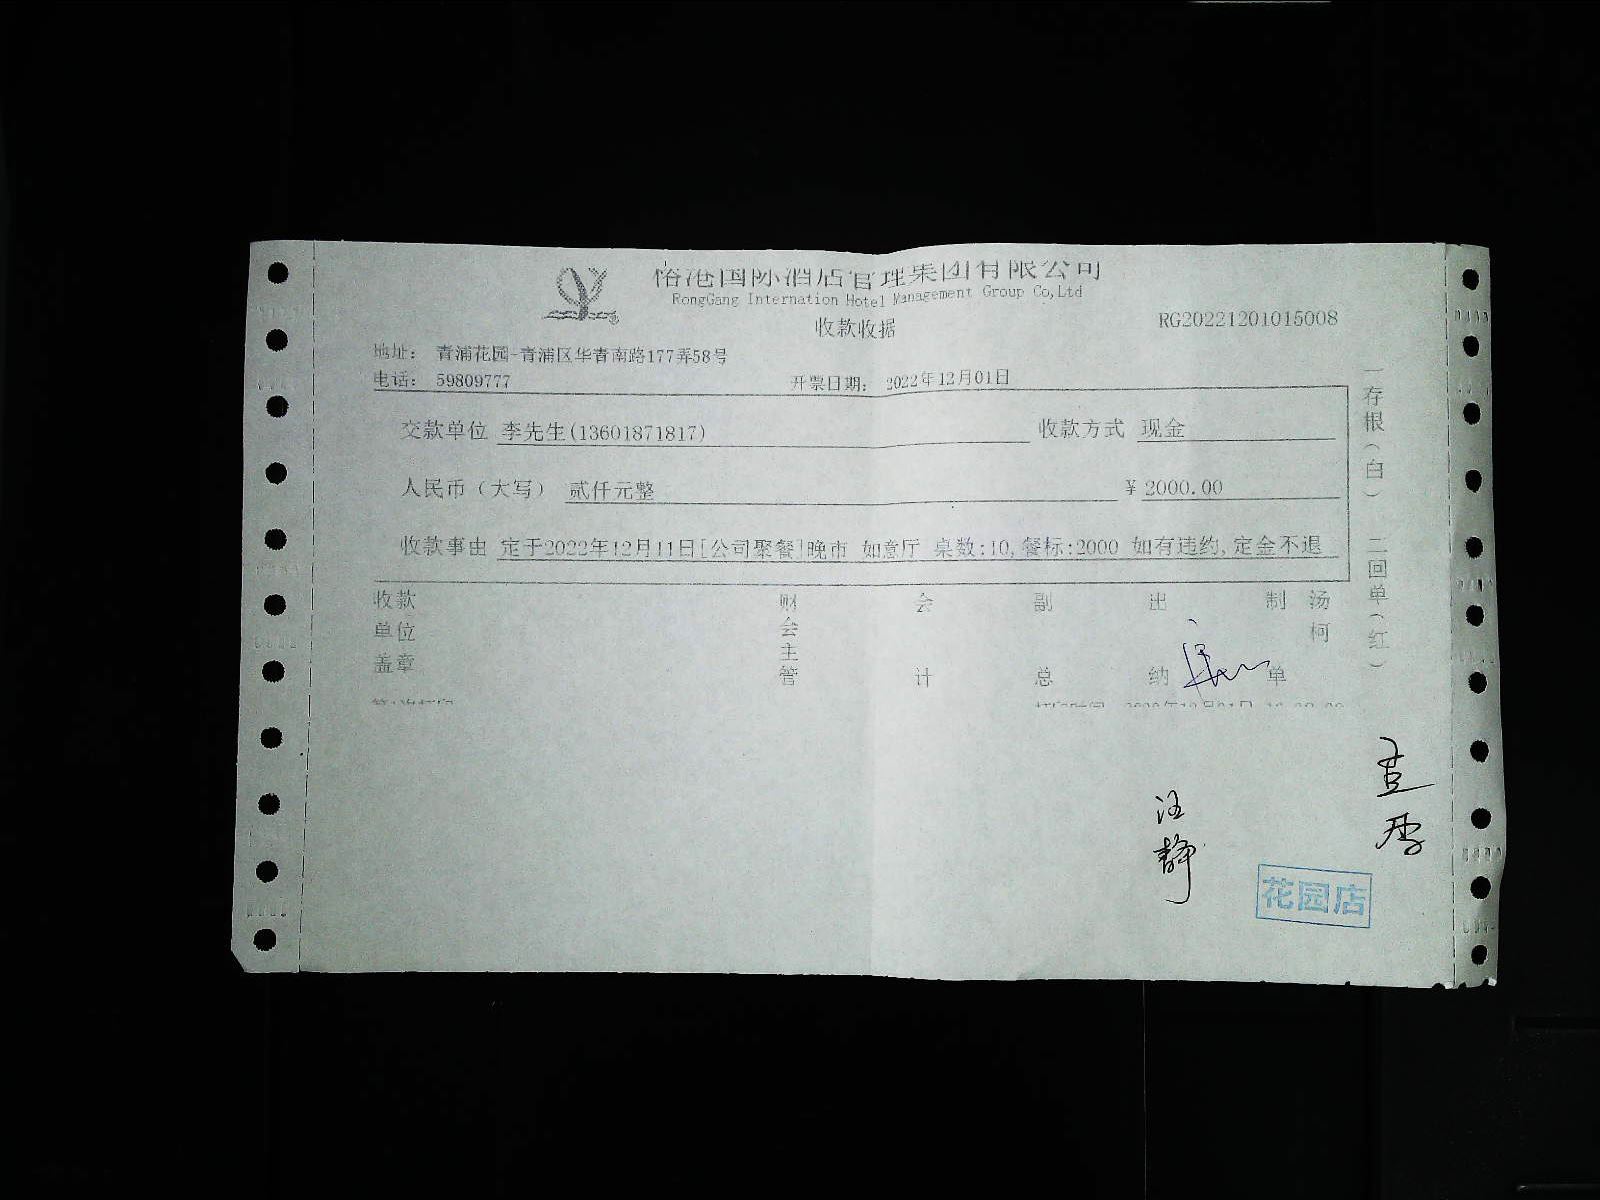 榕港国际酒店管理集团有限公司
RongGang Internation Hotel Management Group Co,Ltd
收款收据
RG20221201015008
地址： 青浦花园-青浦区华青南路177弄58号
电话： 59809777 开票日期： 2022年12月01日
交款单位 李先生(13601871817) 收款方式 现金
人民币（大写） 贰仟元整 ¥ 2000.00
收款事由 定于2022年12月11日[公司聚餐]晚市 如意厅 桌数:10,餐标:2000 如有违约,定金不退
收款单位盖章 财会主管 会计 副总 出纳 制单 汤柯
一存根（白） 二回单（红）
汪静
花园店